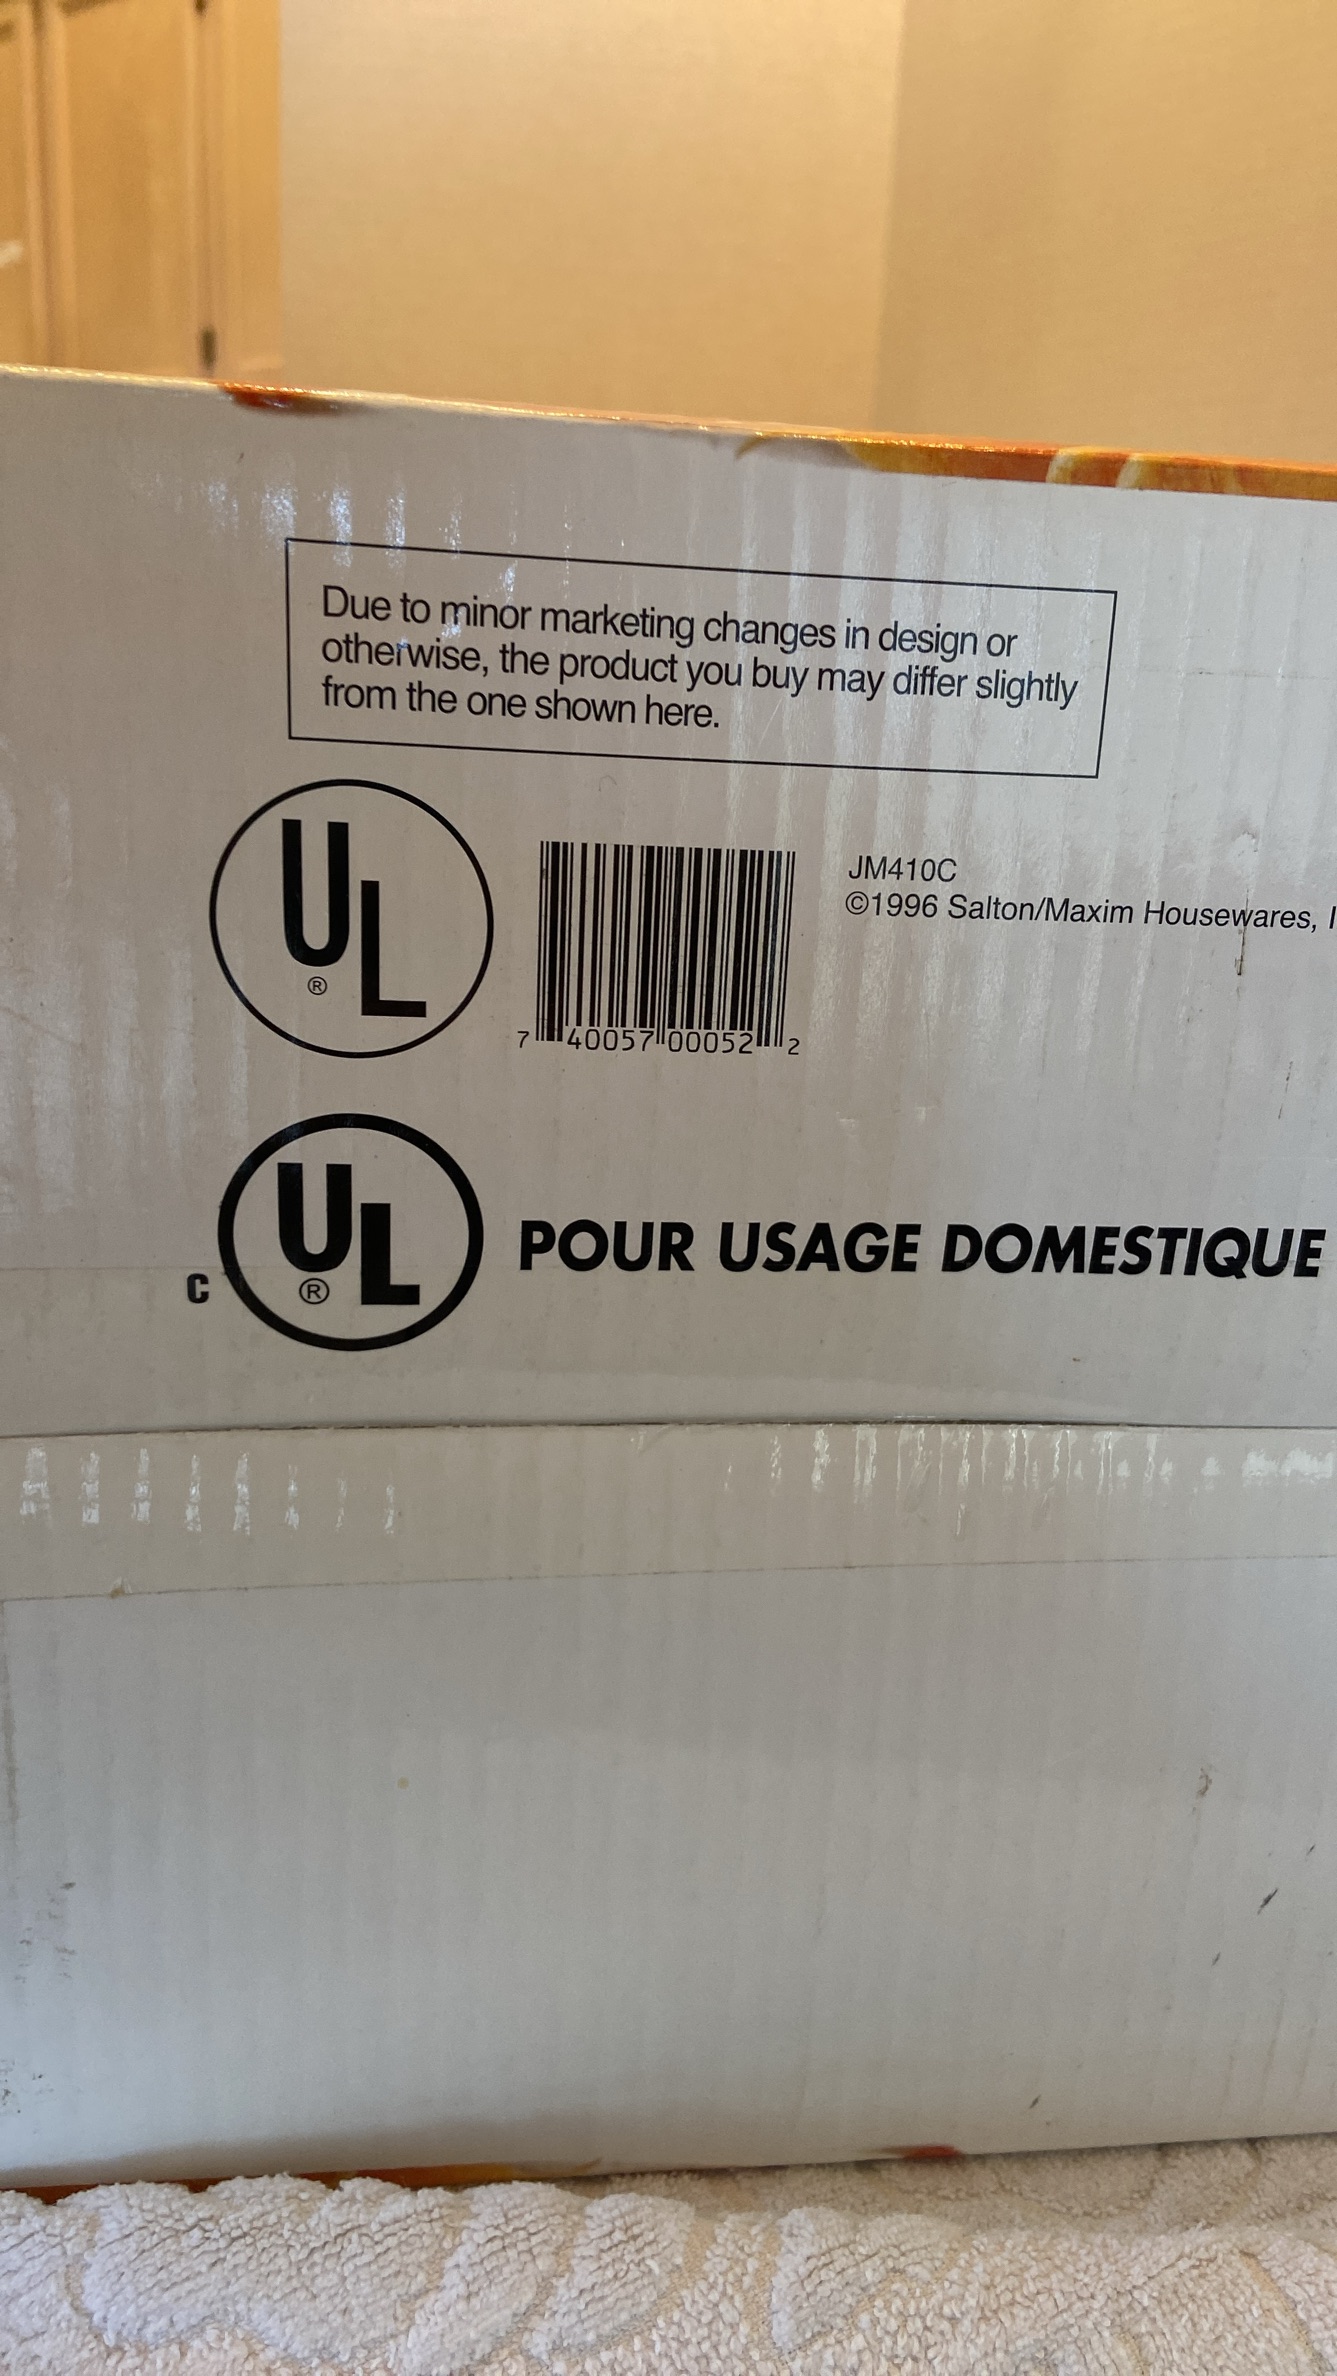 Due to minor marketing changes in design or
otherwise, the product you buy may differ slightly
from the one shown here.
UL
®
7 40057 00052 2
JM410C
©1996 Salton/Maxim Housewares, I
C UL
®
POUR USAGE DOMESTIQUE